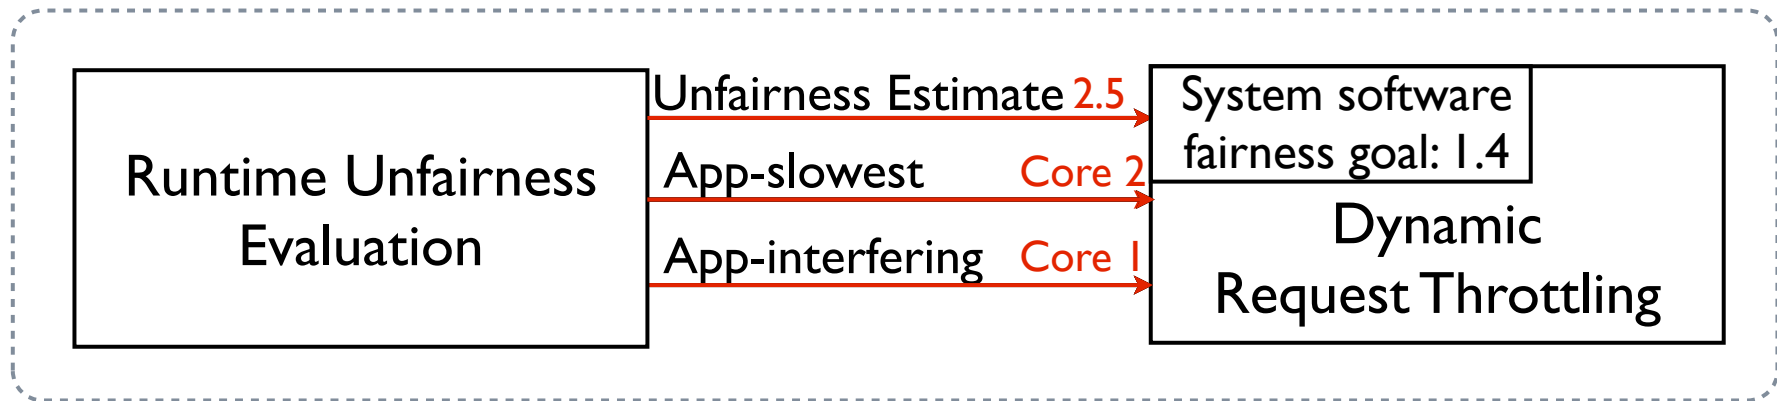 Runtime Unfairness
Evaluation
Unfairness Estimate 2.5
App-slowest Core 2
App-interfering Core 1
System software
fairness goal: 1.4
Dynamic
Request Throttling